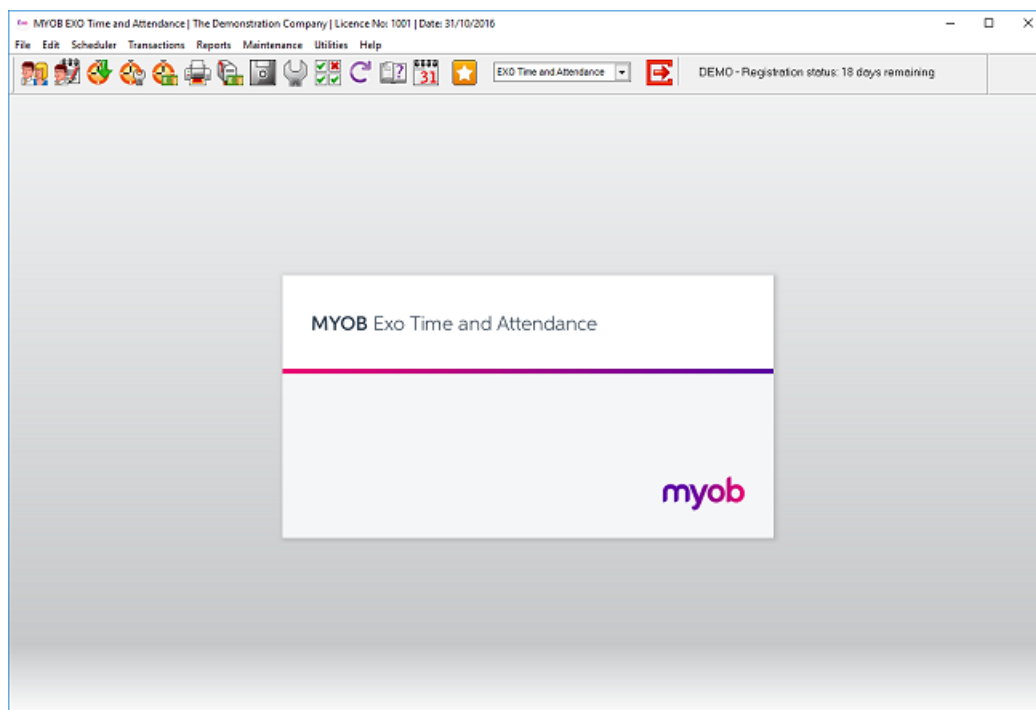 MYOB EXO Time and Attendance | The Demonstration Company | Licence No: 1001 | Date: 31/10/2016
File Edit Scheduler Transactions Reports Maintenance Utilities Help
31 EXO Time and Attendance DEMO - Registration status: 18 days remaining
MYOB Exo Time and Attendance
myob